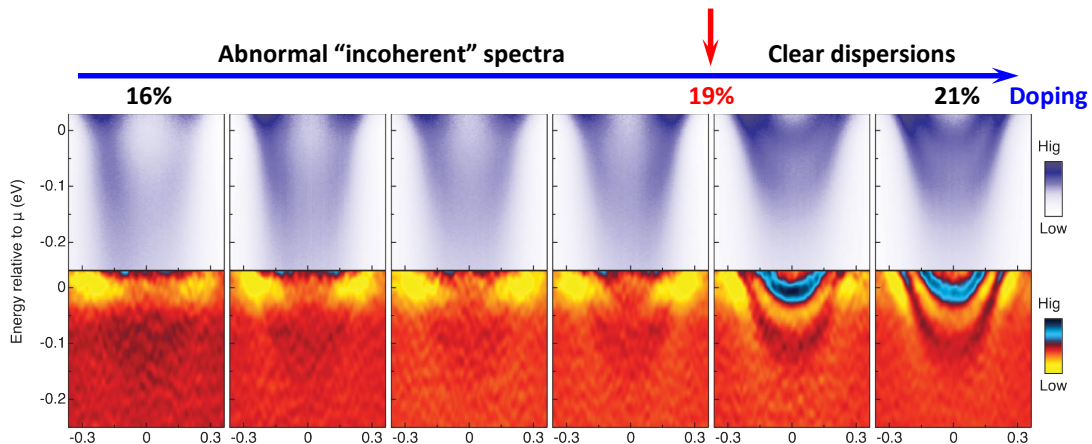 Abnormal “incoherent” spectra
Clear dispersions
16%
19%
21%
Doping
Energy relative to μ (eV)
0
-0.1
-0.2
Hig
Low
0
-0.1
-0.2
Hig
Low
-0.3 0 0.3
-0.3 0 0.3
-0.3 0 0.3
-0.3 0 0.3
-0.3 0 0.3
-0.3 0 0.3